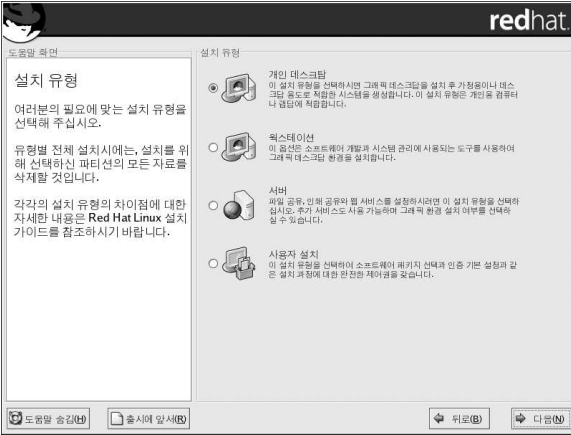 redhat.
도움말 화면
설치 유형
여러분의 필요에 맞는 설치 유형을
선택해 주십시오.
유형별 전체 설치시에는, 설치를 위
해 선택하신 파티션의 모든 자료를
삭제할 것입니다.
각각의 설치 유형의 차이점에 대한
자세한 내용은 Red Hat Linux 설치
가이드를 참조하시기 바랍니다.
설치 유형
개인 데스크탑
이 설치 유형을 선택하시면 그래픽 데스크탑을 설치 후 가정용이나 데스
크탑 용도로 적합한 시스템을 생성합니다. 이 설치 유형은 개인용 컴퓨터
나 랩탑에 적합합니다.
웍스테이션
이 옵션은 소프트웨어 개발과 시스템 관리에 사용되는 도구를 사용하여
그래픽 데스크탑 환경을 설치합니다.
서버
파일 공유, 인쇄 공유와 웹 서비스를 설정하시려면 이 설치 유형을 선택하
십시오. 추가 서비스도 사용 가능하며 그래픽 환경 설치 여부를 선택하
실 수 있습니다.
사용자 설치
이 설치 유형을 선택하여 소프트웨어 패키지 선택과 인증 기본 설정과 같
은 설치 과정에 대한 완전한 제어권을 갖습니다.
도움말 숨김(H)
출시에 앞서(R)
뒤로(B)
다음(N)